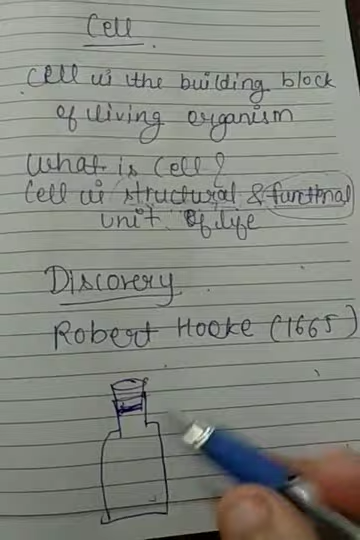 Cell
Cell is the building block
of living organism
What is Cell?
Cell is structural & functional
unit of life
Discovery
Robert Hooke (1665)